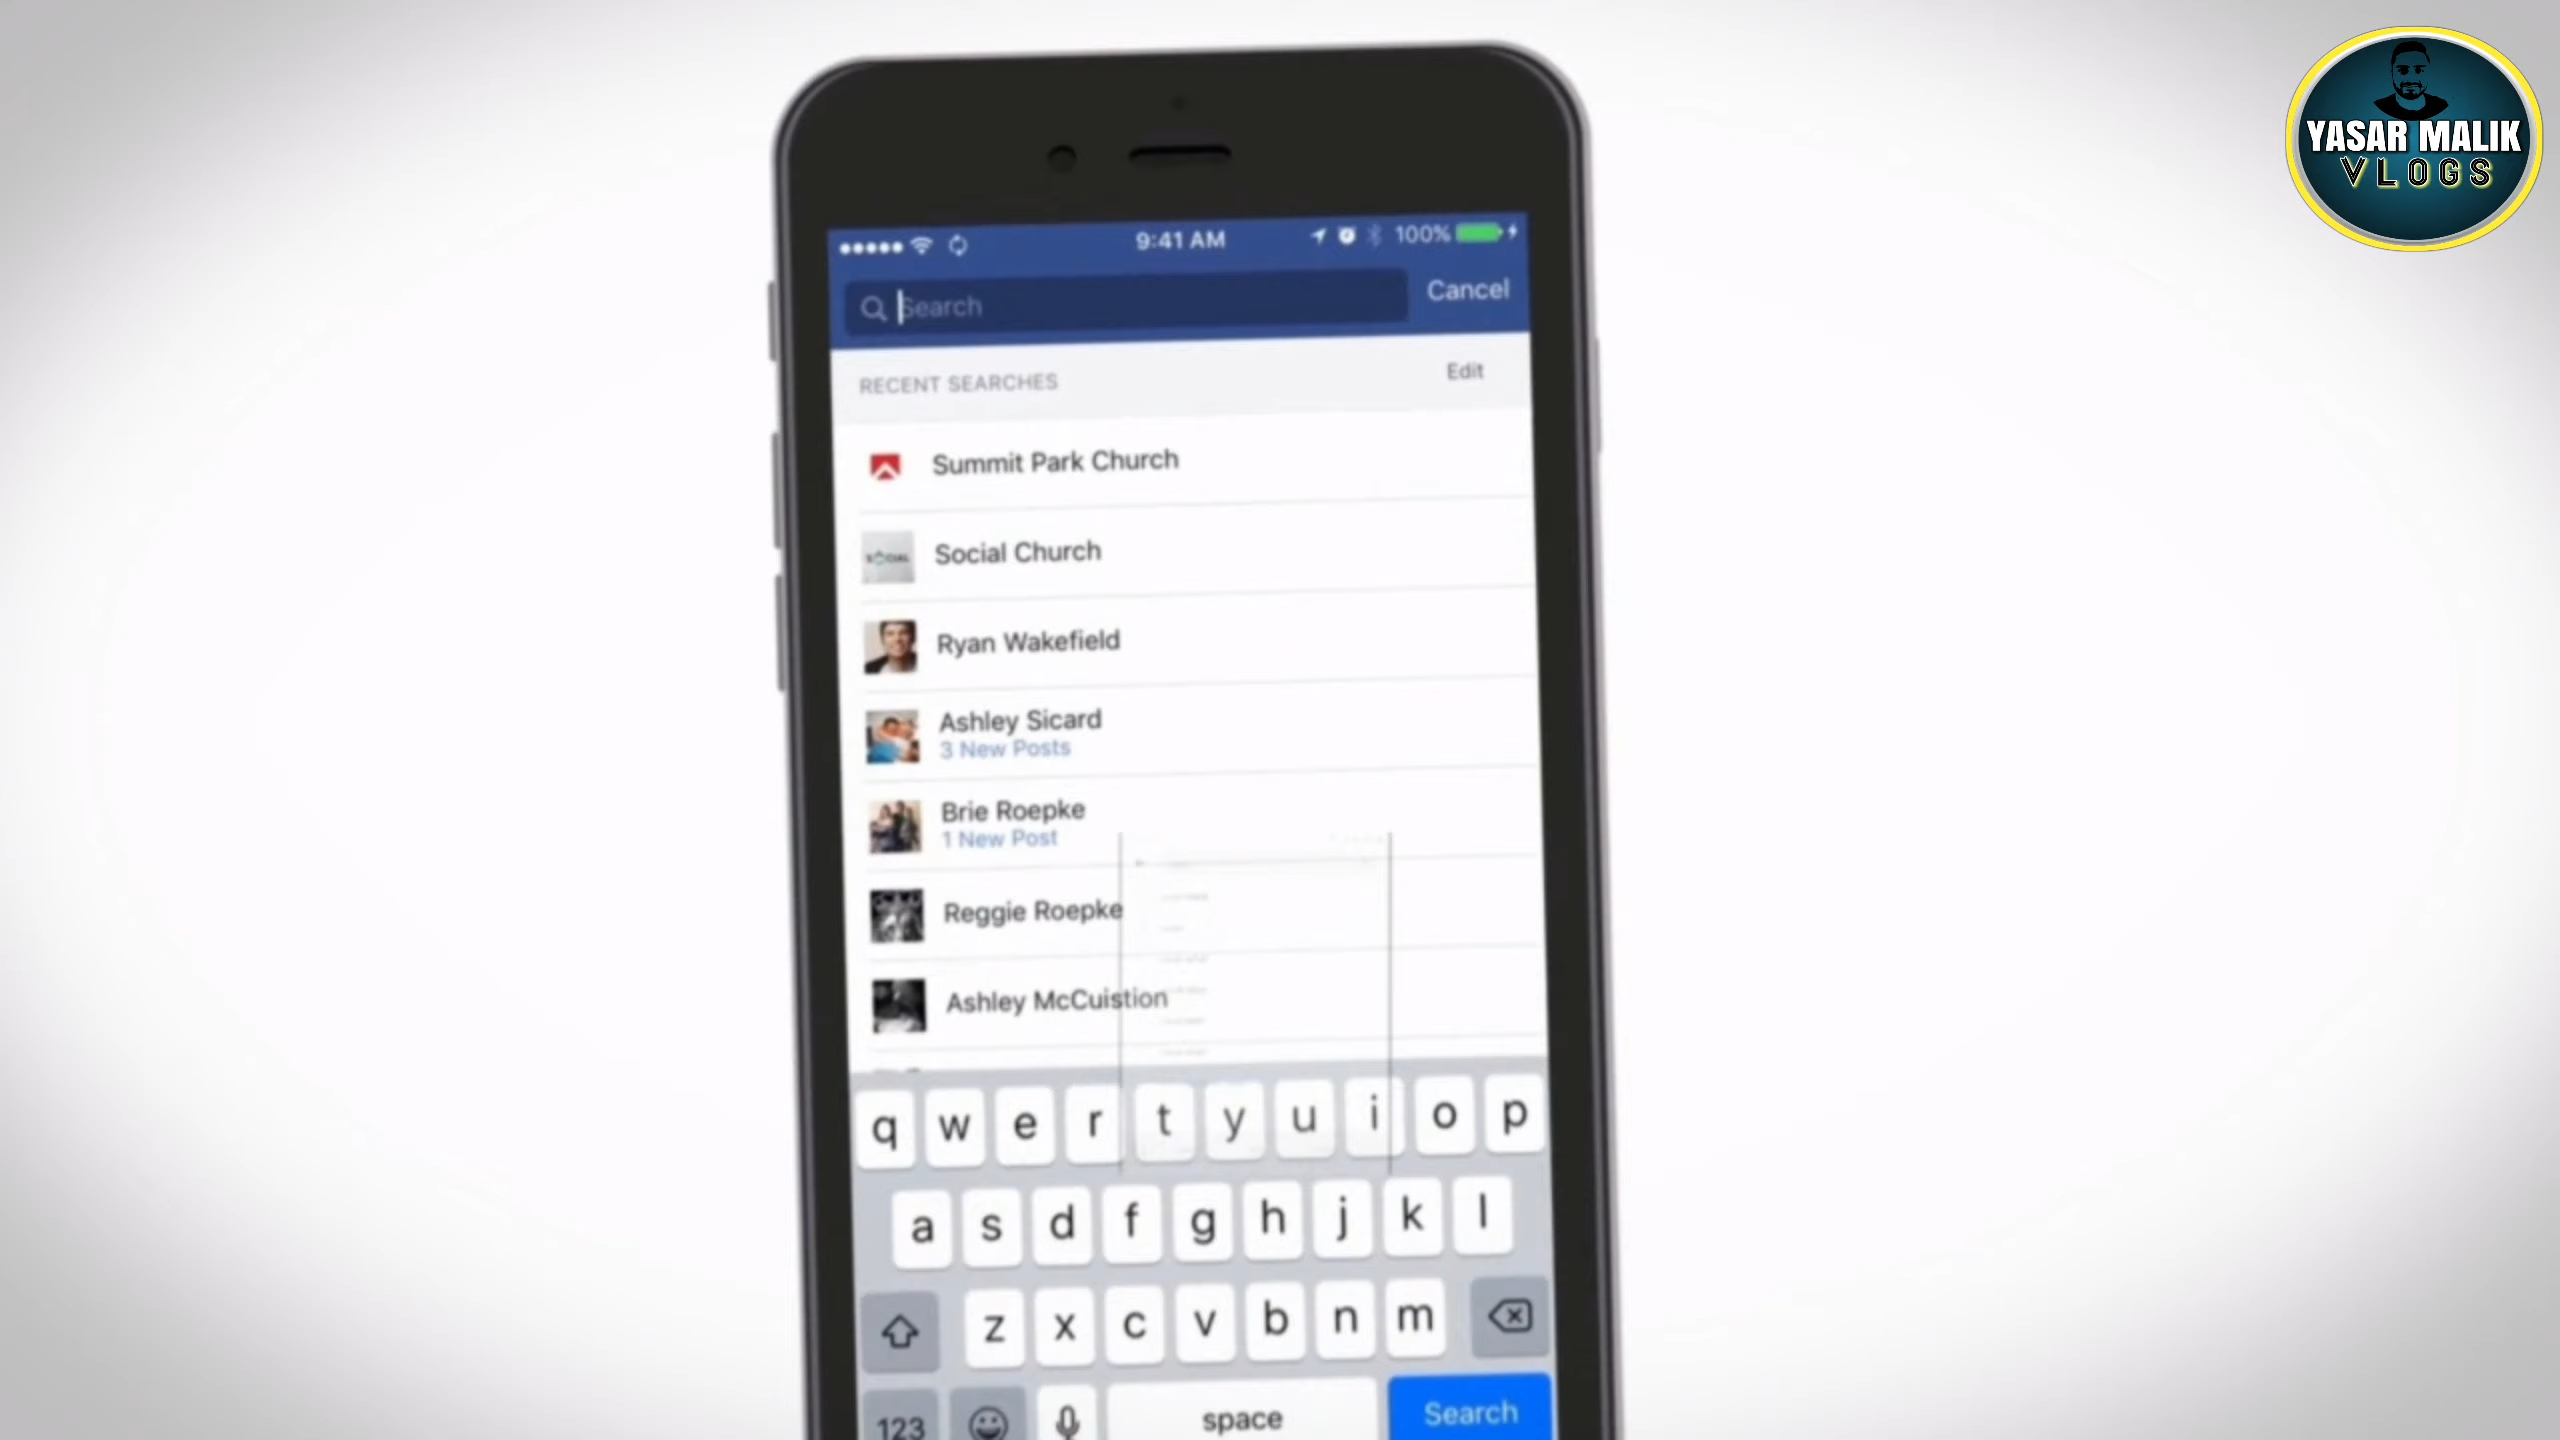 YASAR MALIK
VLOGS
9:41 AM
100%
Search
Cancel
RECENT SEARCHES
Edit
Summit Park Church
Social Church
SOCIAL
Ryan Wakefield
Ashley Sicard
3 New Posts
Brie Roepke
1 New Post
Reggie Roepke
Ashley McCuistion
q w e r t y u i o p
a s d f g h j k l
z x c v b n m
123
space
Search